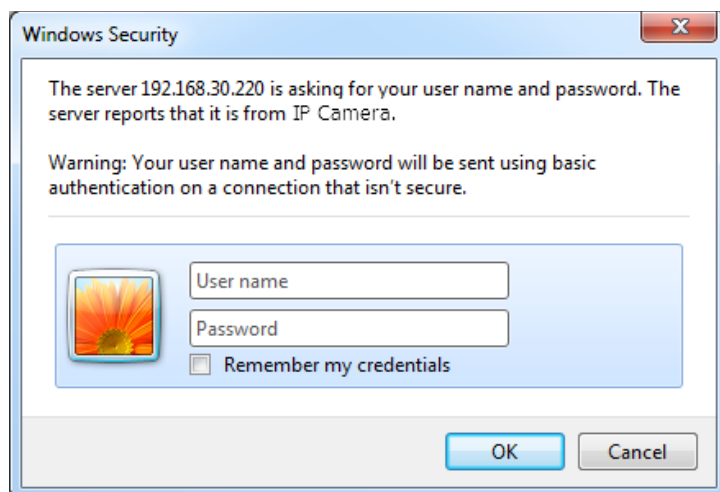 Windows Security
The server 192.168.30.220 is asking for your user name and password. The
server reports that it is from IP Camera.
Warning: Your user name and password will be sent using basic
authentication on a connection that isn't secure.
User name
Password
Remember my credentials
OK
Cancel